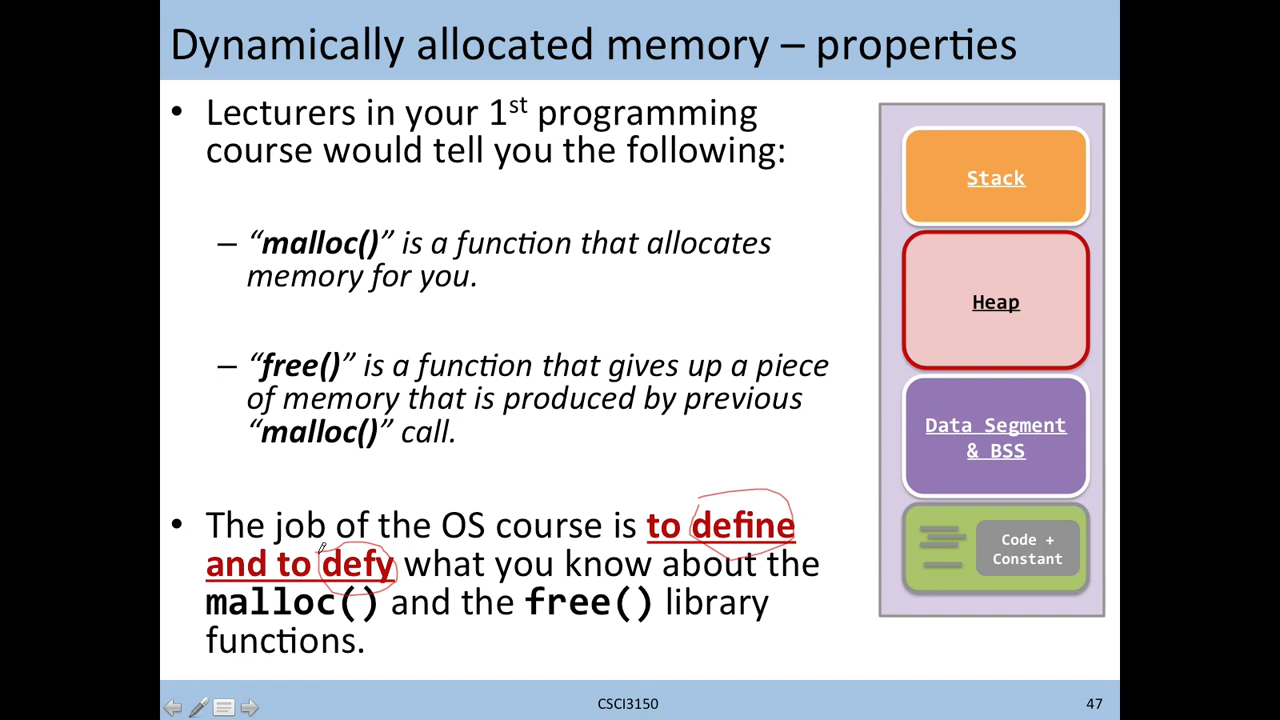 Dynamically allocated memory – properties
• Lecturers in your 1st programming
course would tell you the following:
– “malloc()” is a function that allocates
memory for you.
– “free()” is a function that gives up a piece
of memory that is produced by previous
“malloc()” call.
• The job of the OS course is to define
and to defy what you know about the
malloc() and the free() library
functions.
Stack
Heap
Data Segment
& BSS
Code +
Constant
CSCI3150
47